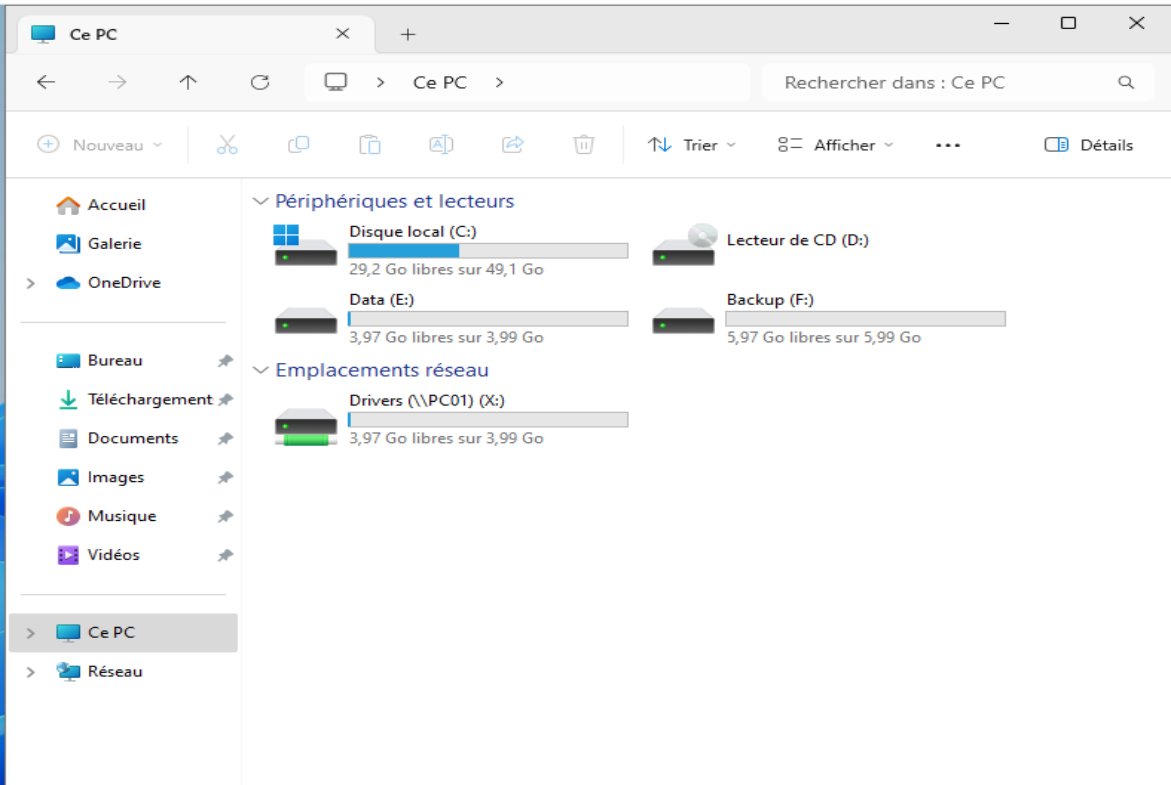 Ce PC
Ce PC
Rechercher dans : Ce PC
Nouveau
Trier
Afficher
Détails
Accueil
Galerie
OneDrive
Bureau
Téléchargement
Documents
Images
Musique
Vidéos
Ce PC
Réseau
Périphériques et lecteurs
Disque local (C:)
29,2 Go libres sur 49,1 Go
Lecteur de CD (D:)
Data (E:)
3,97 Go libres sur 3,99 Go
Backup (F:)
5,97 Go libres sur 5,99 Go
Emplacements réseau
Drivers (\\PC01) (X:)
3,97 Go libres sur 3,99 Go